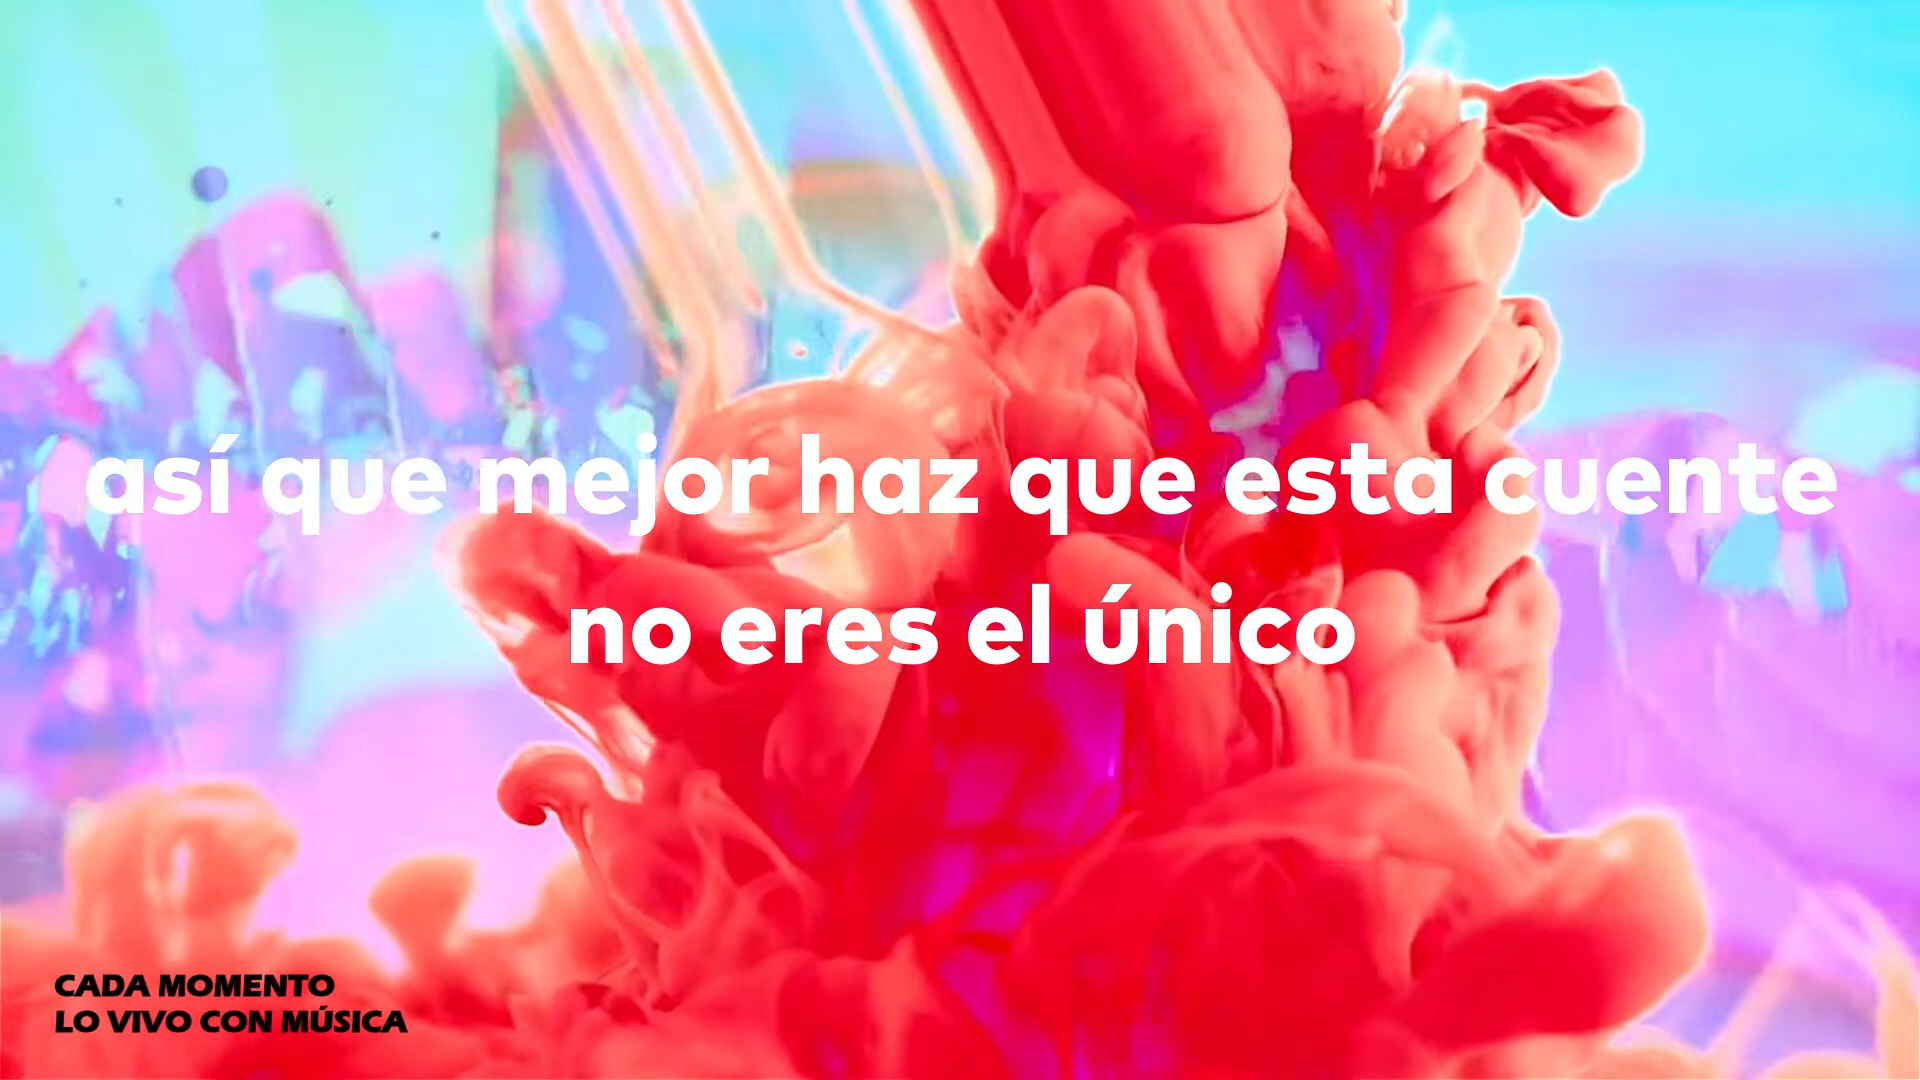 así que mejor haz que esta cuente
no eres el único
CADA MOMENTO
LO VIVO CON MÚSICA